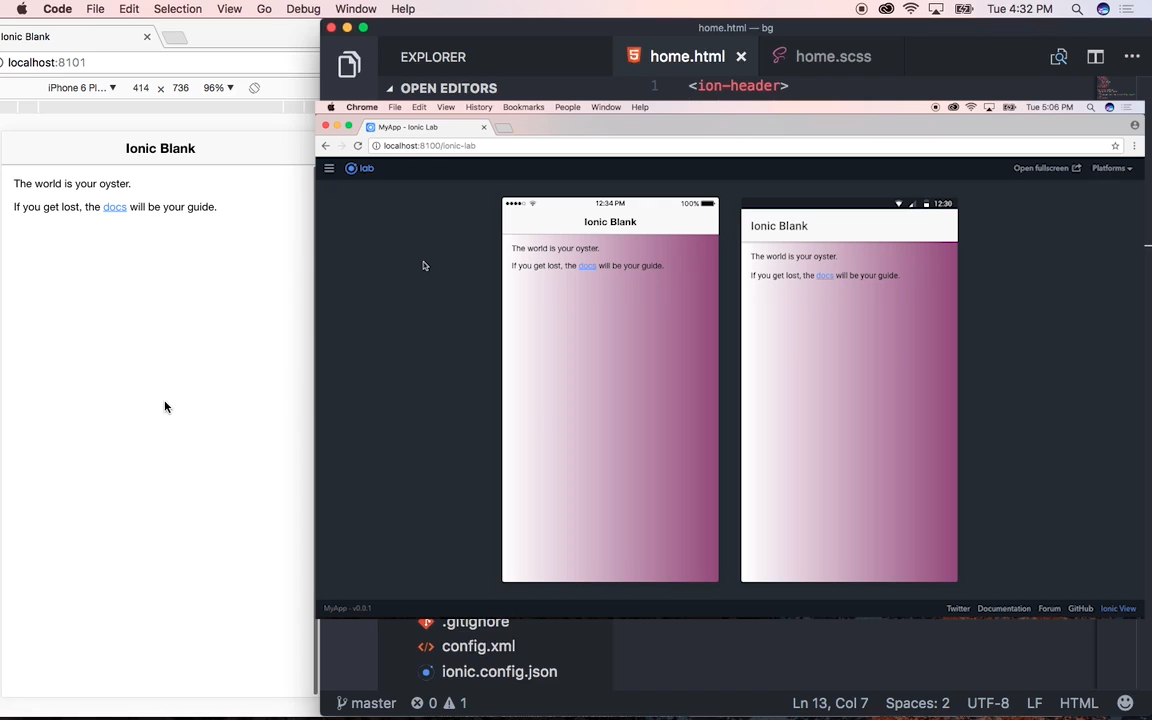 Code File Edit Selection View Go Debug Window Help Tue 4:32 PM
Ionic Blank
localhost:8101
iPhone 6 Pl... 414 × 736 96%
Ionic Blank
The world is your oyster.
If you get lost, the docs will be your guide.
home.html — bg
EXPLORER
home.html
home.scss
OPEN EDITORS
1 <ion-header>
Chrome File Edit View History Bookmarks People Window Help Tue 5:06 PM
MyApp - Ionic Lab
localhost:8100/ionic-lab
lab
Open fullscreen
Platforms
12:34 PM 100%
Ionic Blank
The world is your oyster.
If you get lost, the docs will be your guide.
12:30
Ionic Blank
The world is your oyster.
If you get lost, the docs will be your guide.
MyApp - v0.0.1
Twitter Documentation Forum GitHub Ionic View
.gitignore
config.xml
ionic.config.json
master 0 1 Ln 13, Col 7 Spaces: 2 UTF-8 LF HTML